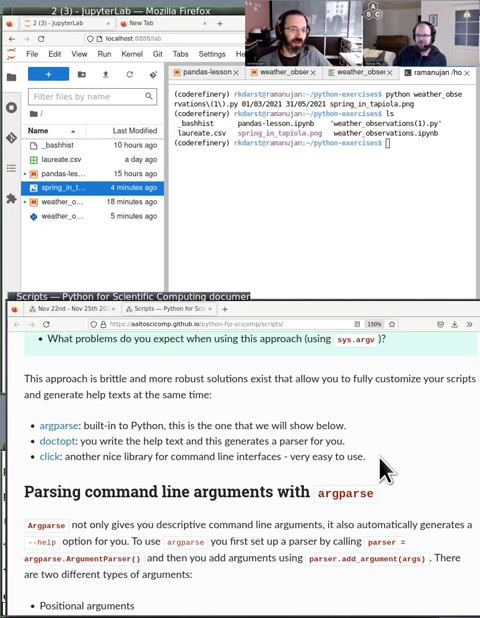 2 (3) - JupyterLab — Mozilla Firefox
2 (3) - JupyterLab
New Tab
localhost:8888/lab
File Edit View Run Kernel Git Tabs
Filter files by name
/
Name Last Modified
_bashhist 10 hours ago
laureate.csv a day ago
pandas-les… 15 hours ago
spring_in_t… 4 minutes ago
weather_o… 18 minutes ago
weather_o… 5 minutes ago
pandas-lesson
weather_obser
weather_obser
ramanujan /ho
(coderefinery) rkdarst@ramanujan:~/python-exercises$ python weather_obse
rvations\(1\).py 01/03/2021 31/05/2021 spring_in_tapiola.png
(coderefinery) rkdarst@ramanujan:~/python-exercises$ ls
_bashhist pandas-lesson.ipynb 'weather_observations(1).py'
laureate.csv spring_in_tapiola.png weather_observations.ipynb
(coderefinery) rkdarst@ramanujan:~/python-exercises$
Scripts — Python for Scientific Computing documen
Nov 22nd - Nov 25th 202
Scripts — Python for Scie
https://aaltoscicomp.github.io/python-for-scicomp/scripts/
150%
• What problems do you expect when using this approach (using sys.argv )?
This approach is brittle and more robust solutions exist that allow you to fully customize your scripts
and generate help texts at the same time:
• argparse: built-in to Python, this is the one that we will show below.
• doctopt: you write the help text and this generates a parser for you.
• click: another nice library for command line interfaces - very easy to use.
Parsing command line arguments with argparse
Argparse not only gives you descriptive command line arguments, it also automatically generates a
--help option for you. To use argparse you first set up a parser by calling parser =
argparse.ArgumentParser() and then you add arguments using parser.add_argument(args) . There
are two different types of arguments:
• Positional arguments